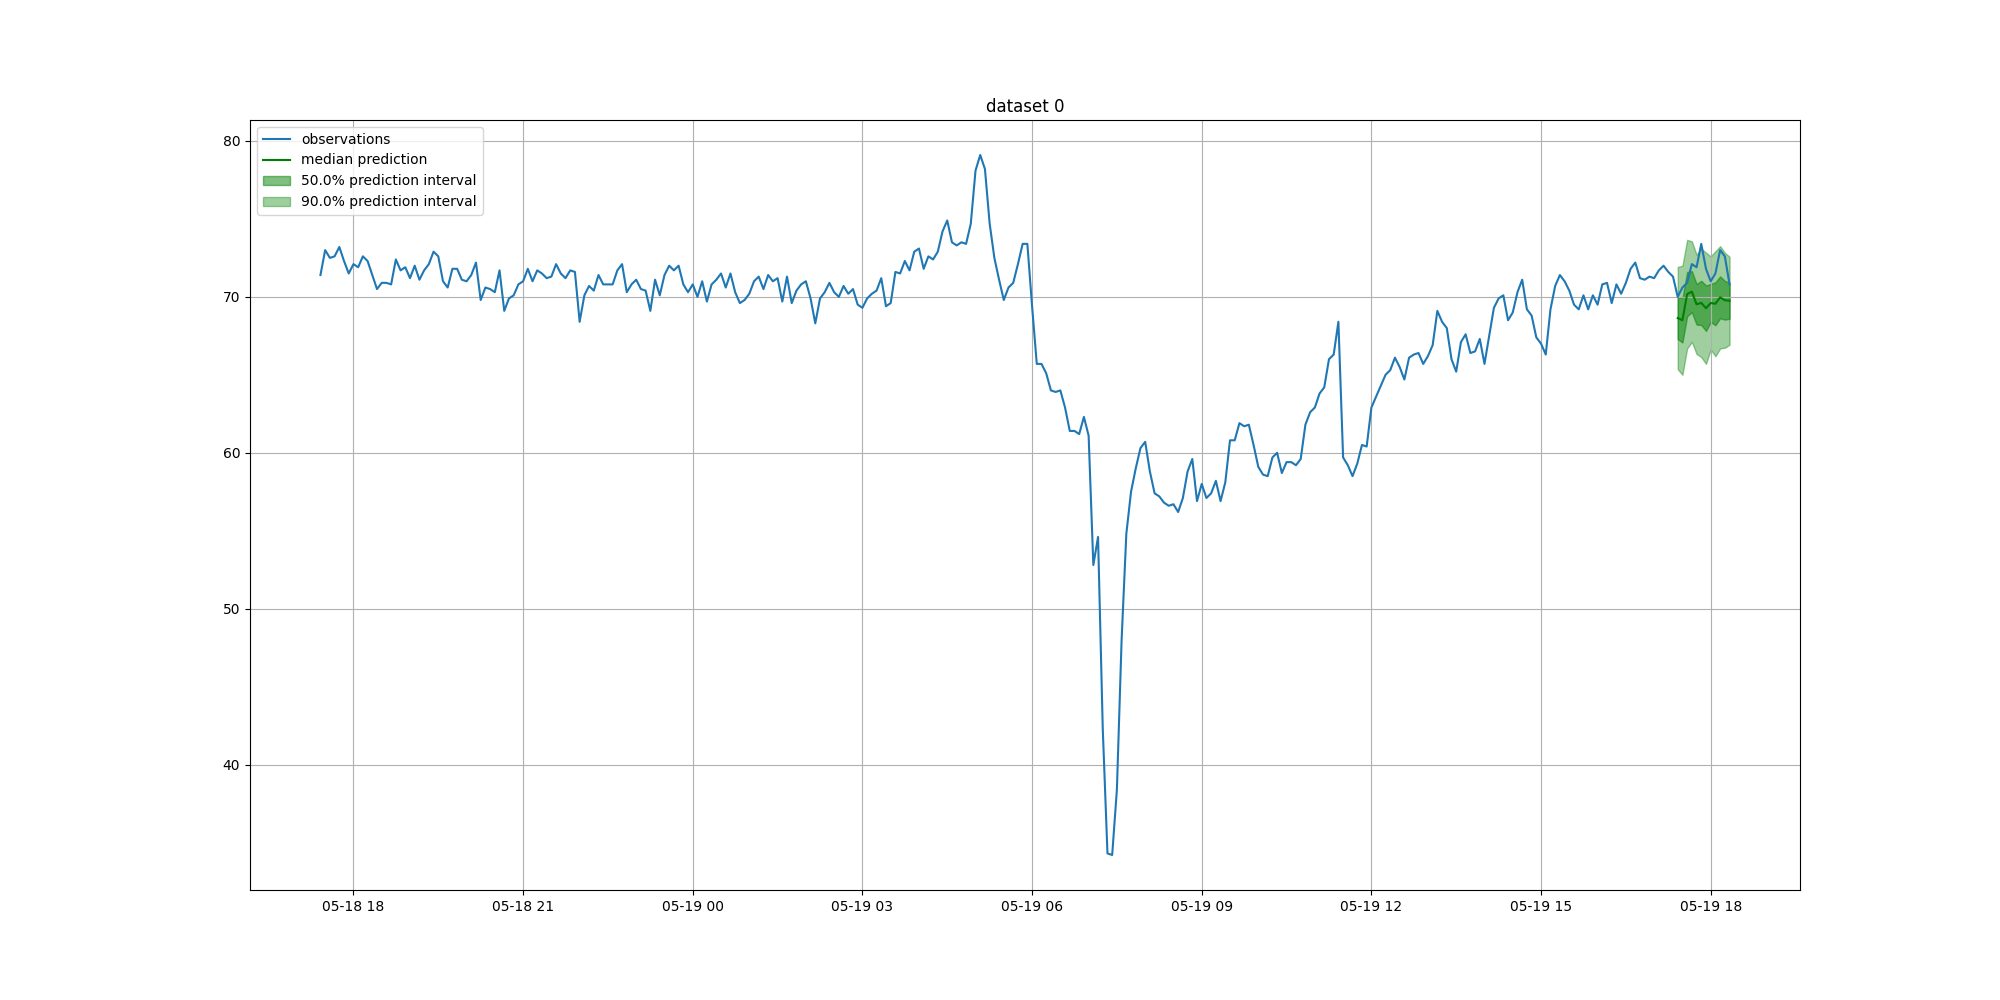 dataset 0
observations
median prediction
50.0% prediction interval
90.0% prediction interval
80
70
60
50
40
05-18 18
05-18 21
05-19 00
05-19 03
05-19 06
05-19 09
05-19 12
05-19 15
05-19 18